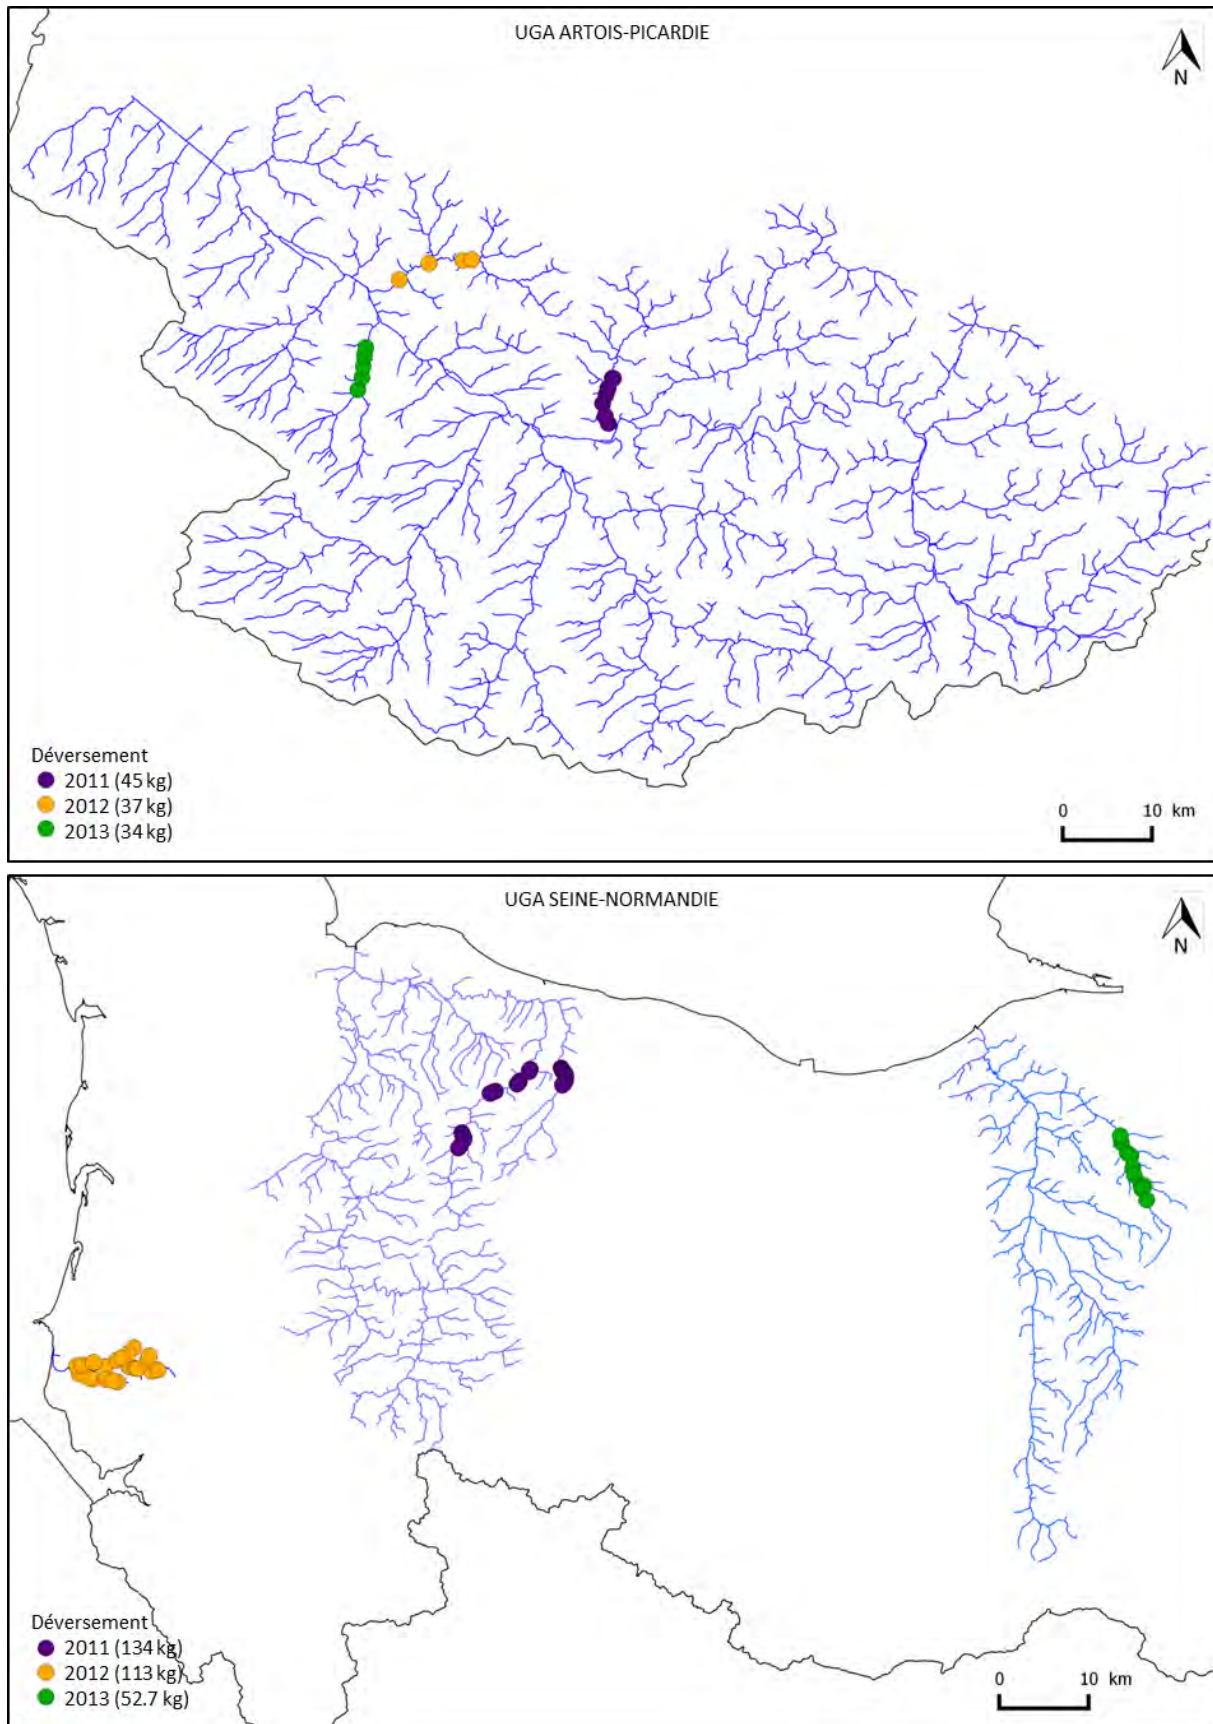 UGA ARTOIS-PICARDIE
N
Déversement
2011 (45 kg)
2012 (37 kg)
2013 (34 kg)
0 10 km
UGA SEINE-NORMANDIE
N
Déversement
2011 (134 kg)
2012 (113 kg)
2013 (52.7 kg)
0 10 km